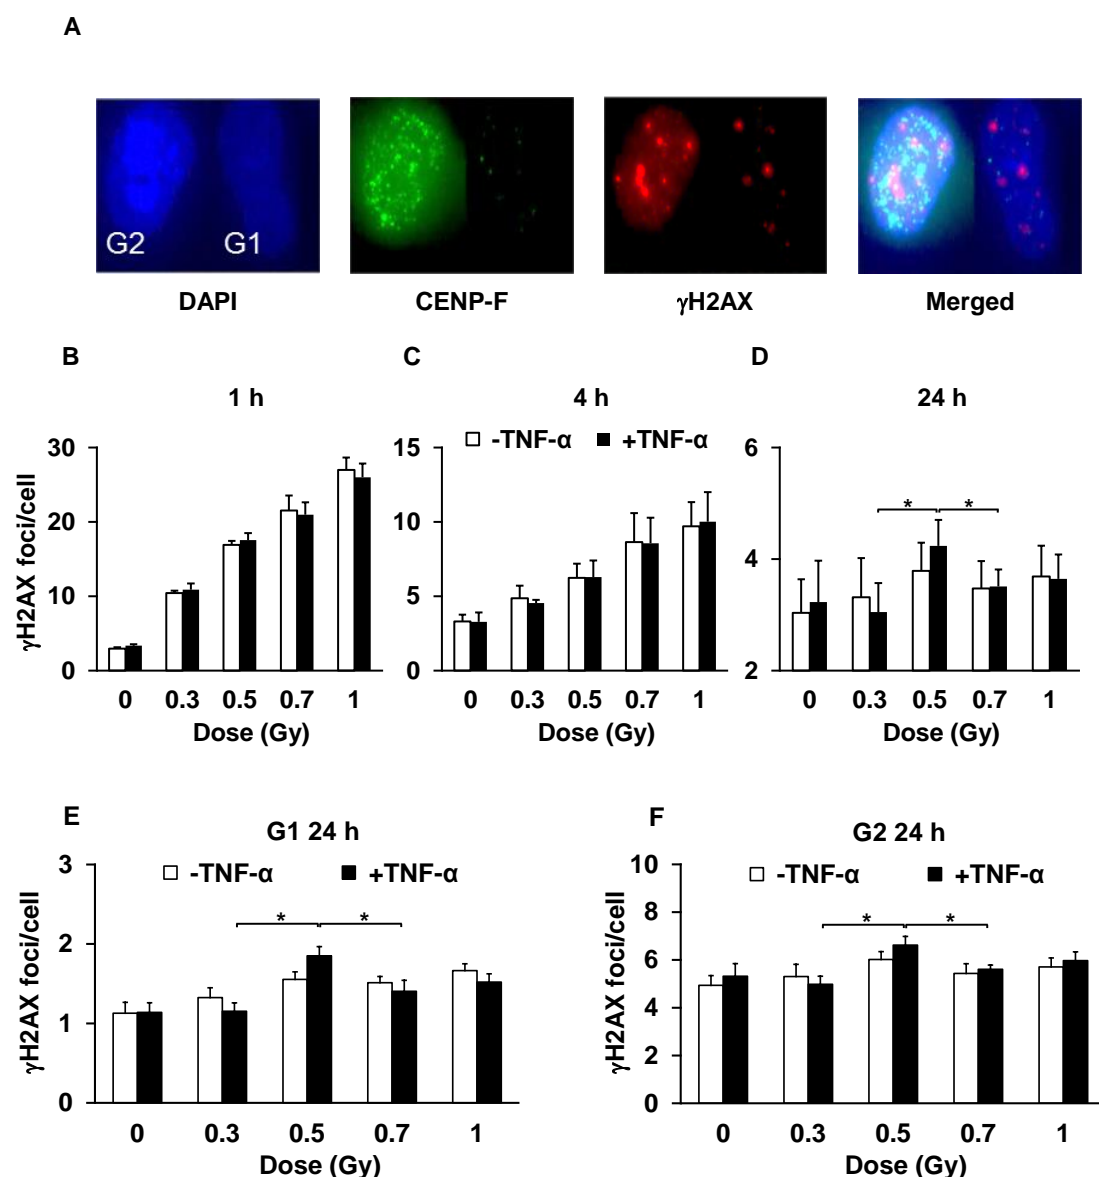 A
G2 G1
DAPI CENP-F γH2AX Merged
B C D
1 h 4 h 24 h
-TNF-α +TNF-α
γH2AX foci/cell
30
20
10
0
0 0.3 0.5 0.7 1
Dose (Gy)
15
10
5
0
0 0.3 0.5 0.7 1
Dose (Gy)
6
4
2
* *
0 0.3 0.5 0.7 1
Dose (Gy)
E
G1 24 h
-TNF-α +TNF-α
γH2AX foci/cell
3
2
1
0
* *
0 0.3 0.5 0.7 1
Dose (Gy)
F
G2 24 h
-TNF-α +TNF-α
γH2AX foci/cell
10
8
6
4
2
0
* *
0 0.3 0.5 0.7 1
Dose (Gy)